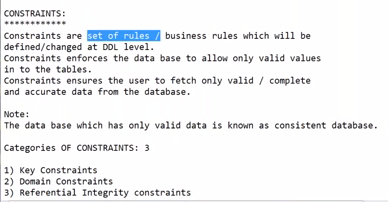 CONSTRAINTS:
************
Constraints are set of rules / business rules which will be
defined/changed at DDL level.
Constraints enforces the data base to allow only valid values
in to the tables.
Constraints ensures the user to fetch only valid / complete
and accurate data from the database.
Note:
The data base which has only valid data is known as consistent database.
Categories OF CONSTRAINTS: 3
1) Key Constraints
2) Domain Constraints
3) Referential Integrity constraints